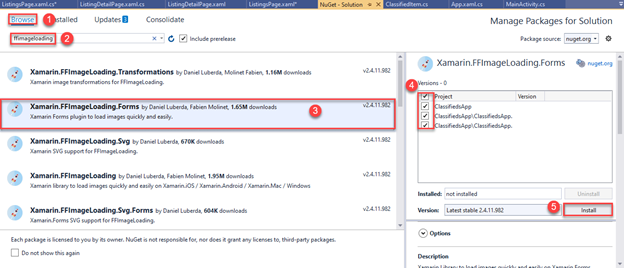 ListingsPage.xaml.cs*
ListingDetailPage.xaml.cs
ListingDetailPage.xaml
ListingsPage.xaml*
NuGet - Solution
ClassifiedItem.cs
App.xaml.cs
MainActivity.cs
Browse
1
Installed
Updates 3
Consolidate
Manage Packages for Solution
ffimageloading
2
Include prerelease
Package source: nuget.org
Xamarin.FFImageLoading.Transformations by Daniel Luberda, Molinet Fabien, 1.16M downloads
v2.4.11.982
Xamarin image transformations for FFImageLoading.
Xamarin.FFImageLoading.Forms by Daniel Luberda, Fabien Molinet, 1.65M downloads
v2.4.11.982
Xamarin Forms plugin to load images quickly and easily.
3
Xamarin.FFImageLoading.Svg by Daniel Luberda, 670K downloads
v2.4.11.982
Xamarin SVG support for FFImageLoading.
Xamarin.FFImageLoading by Daniel Luberda, Fabien Molinet, 1.95M downloads
v2.4.11.982
Xamarin library to load images quickly and easily on Xamarin.iOS / Xamarin.Android / Xamarin.Mac / Windows
Xamarin.FFImageLoading.Svg.Forms by Daniel Luberda, 604K downloads
v2.4.11.982
Each package is licensed to you by its owner. NuGet is not responsible for, nor does it grant any licenses to, third-party packages.
Do not show this again
Xamarin.FFImageLoading.Forms
nuget.org
Versions - 0
4
Project
Version
ClassifiedsApp
ClassifiedsApp\ClassifiedsApp.
ClassifiedsApp\ClassifiedsApp.
Installed: not installed
Uninstall
5
Version: Latest stable 2.4.11.982
Install
Options
Description
Xamarin Library to load images quickly and easily on Xamarin.Forms